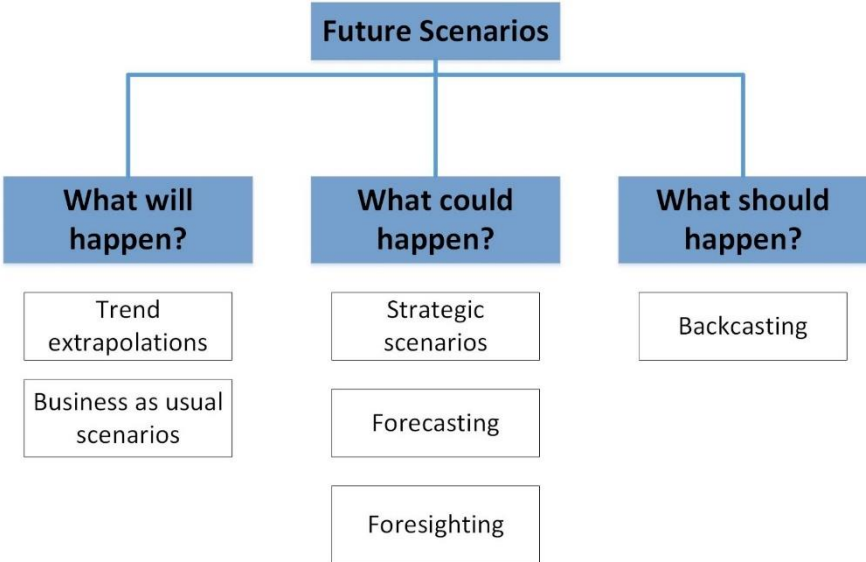 Future Scenarios
What will
happen?
What could
happen?
What should
happen?
Trend
extrapolations
Business as usual
scenarios
Strategic
scenarios
Forecasting
Foresighting
Backcasting